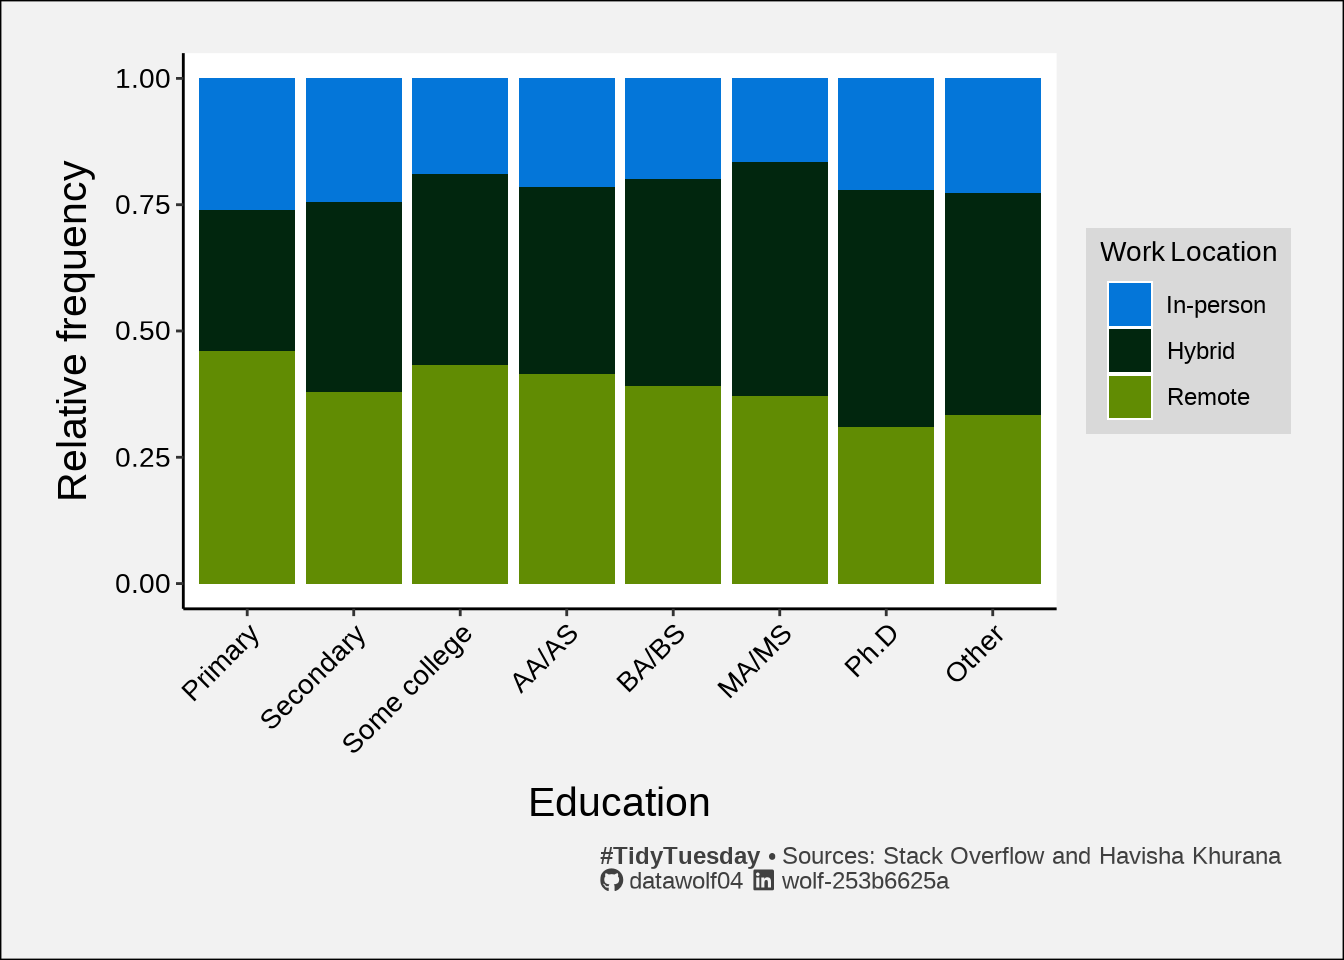 Relative frequency
1.00
0.75
0.50
0.25
0.00
Primary
Secondary
Some college
AA/AS
BA/BS
MA/MS
Ph.D
Other
Education
Work Location
In-person
Hybrid
Remote
#TidyTuesday • Sources: Stack Overflow and Havisha Khurana
datawolf04 in wolf-253b6625a